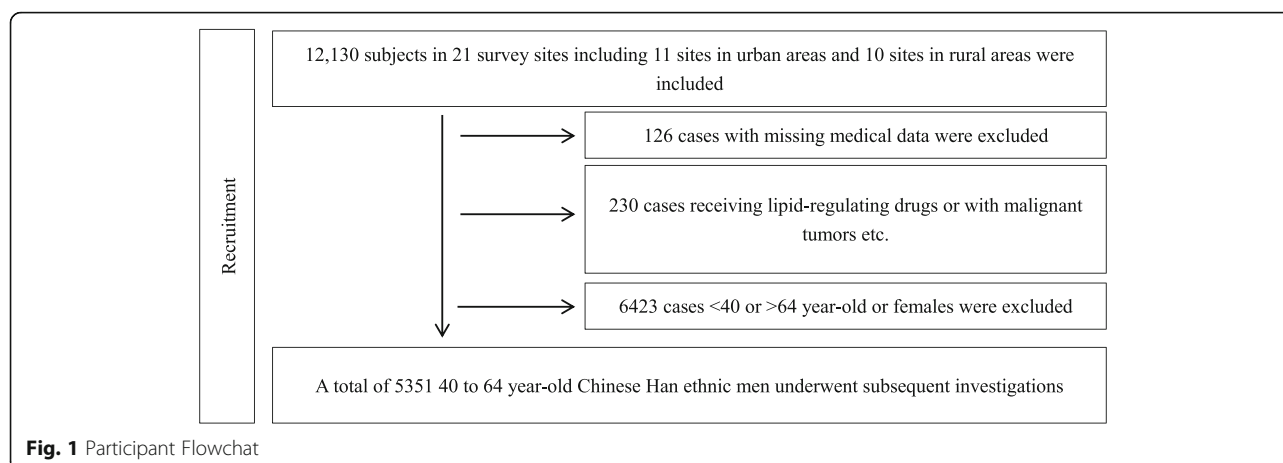 12,130 subjects in 21 survey sites including 11 sites in urban areas and 10 sites in rural areas were
included
126 cases with missing medical data were excluded
Recruitment
230 cases receiving lipid-regulating drugs or with malignant
tumors etc.
6423 cases <40 or >64 year-old or females were excluded
A total of 5351 40 to 64 year-old Chinese Han ethnic men underwent subsequent investigations
Fig. 1 Participant Flowchat